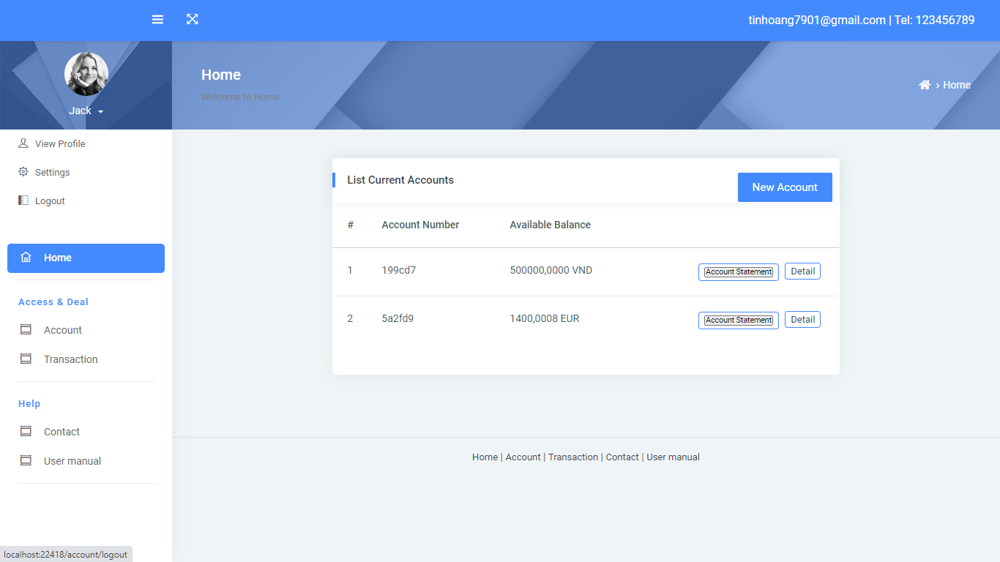 tinhoang7901@gmail.com | Tel: 123456789
Jack
Home
Welcome to Home
› Home
View Profile
Settings
Logout
Home
Access & Deal
Account
Transaction
Help
Contact
User manual
List Current Accounts
New Account
# Account Number Available Balance
1 199cd7 500000,0000 VND Account Statement Detail
2 5a2fd9 1400,0008 EUR Account Statement Detail
Home | Account | Transaction | Contact | User manual
localhost:22418/account/logout